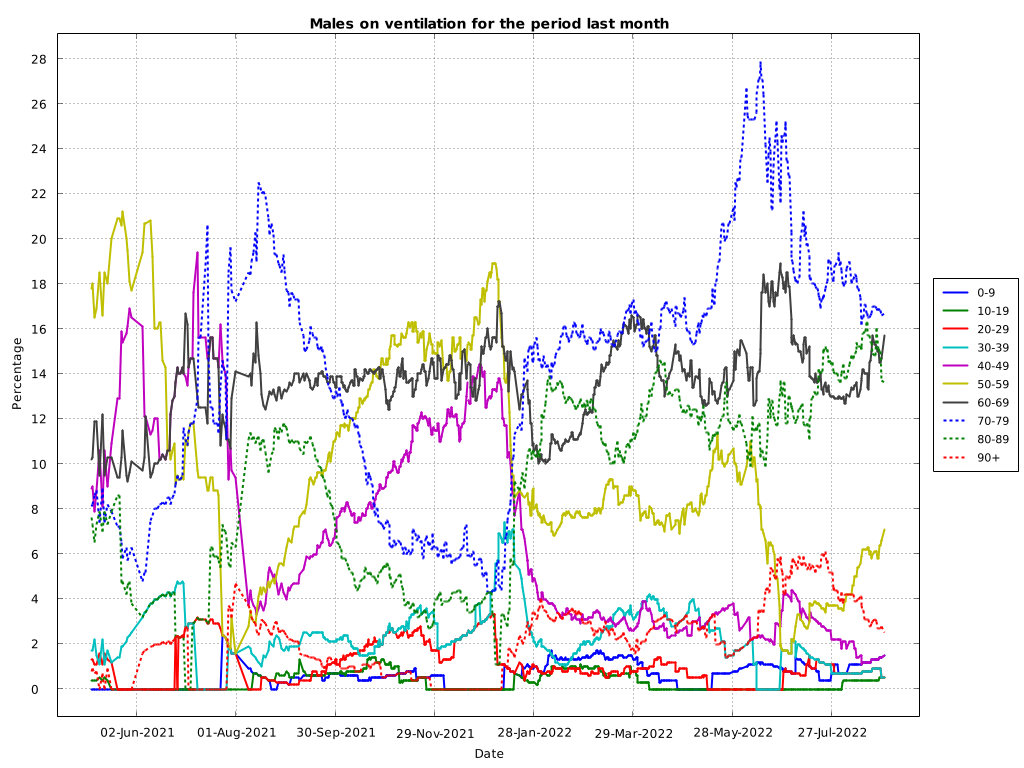 Males on ventilation for the period last month
28
26
24
22
20
18
16
14
12
10
8
6
4
2
0
Percentage
02-Jun-2021
01-Aug-2021
30-Sep-2021
29-Nov-2021
28-Jan-2022
29-Mar-2022
28-May-2022
27-Jul-2022
Date
0-9
10-19
20-29
30-39
40-49
50-59
60-69
70-79
80-89
90+